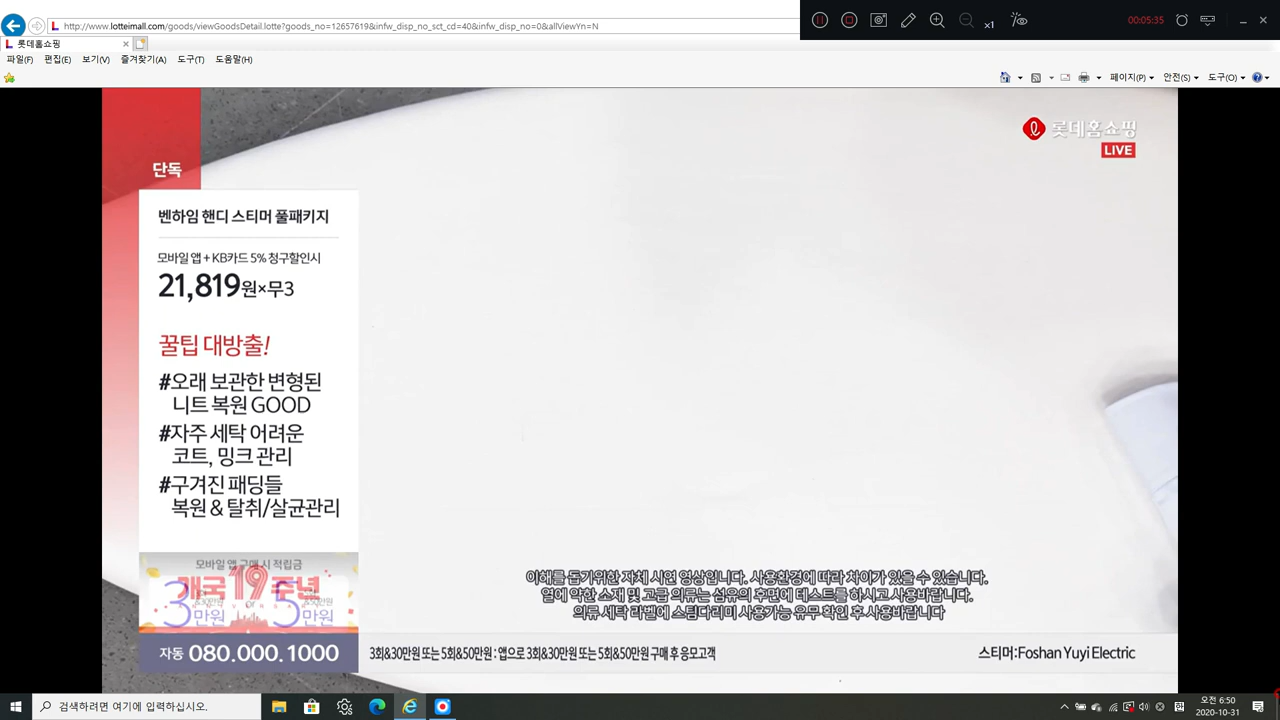 http://www.lotteimall.com/goods/viewGoodsDetail.lotte?goods_no=12657619&infw_disp_no_sct_cd=40&infw_disp_no=0&allViewYn=N
x1
00:05:35
롯데홈쇼핑
파일(F) 편집(E) 보기(V) 즐겨찾기(A) 도구(T) 도움말(H)
페이지(P) 안전(S) 도구(O)
롯데홈쇼핑
LIVE
단독
벤하임 핸디 스티머 풀패키지
모바일 앱 + KB카드 5% 청구할인시
21,819원×무3
꿀팁 대방출!
#오래 보관한 변형된
니트 복원 GOOD
#자주 세탁 어려운
코트, 밍크 관리
#구겨진 패딩들
복원 & 탈취/살균관리
모바일 앱 구매 시 적립금
개국 19주년
3만원 or 5만원
이해를 돕기위한 자체 시연 영상입니다. 사용환경에 따라 차이가 있을 수 있습니다.
열에 약한 소재 및 고급 의류는 섬유의 후면에 테스트를 하시고 사용바랍니다.
의류 세탁 라벨에 스팀다리미 사용가능 유무 확인 후 사용바랍니다
자동 080.000.1000
3회&30만원 또는 5회&50만원 : 앱으로 3회&30만원 또는 5회&50만원 구매 후 응모고객
스티머:Foshan Yuyi Electric
검색하려면 여기에 입력하십시오.
한
오전 6:50
2020-10-31